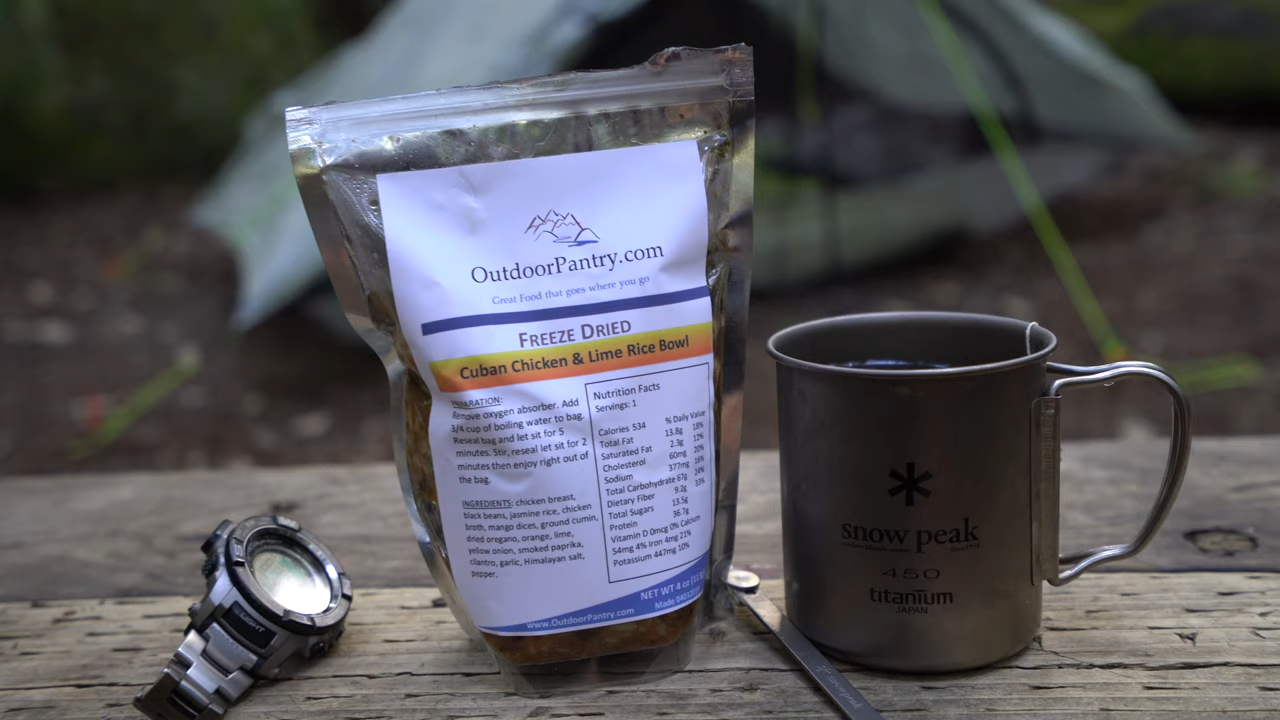 OutdoorPantry.com
Great Food that goes where you go
FREEZE DRIED
Cuban Chicken & Lime Rice Bowl
PREPARATION:
Remove oxygen absorber. Add
3/4 cup of boiling water to bag.
Reseal bag and let sit for 5
minutes. Stir, reseal let sit for 2
minutes then enjoy right out of
the bag.
INGREDIENTS: chicken breast,
black beans, jasmine rice, chicken
broth, mango dices, ground cumin,
dried oregano, orange, lime,
yellow onion, smoked paprika,
cilantro, garlic, Himalayan salt,
pepper.
Nutrition Facts
Servings: 1
% Daily Value
Calories 534
Total Fat 13.8g 18%
Saturated Fat 2.3g 12%
Cholesterol 60mg 20%
Sodium 377mg 16%
Total Carbohydrate 67g 24%
Dietary Fiber 9.2g 33%
Total Sugars 13.5g
Protein 36.7g
Vitamin D 0mcg 0% Calcium
54mg 4% Iron 4mg 21%
Potassium 447mg 10%
NET WT 4 oz
www.OutdoorPantry.com
Made
LIGHT
snow peak
450
titanium
JAPAN